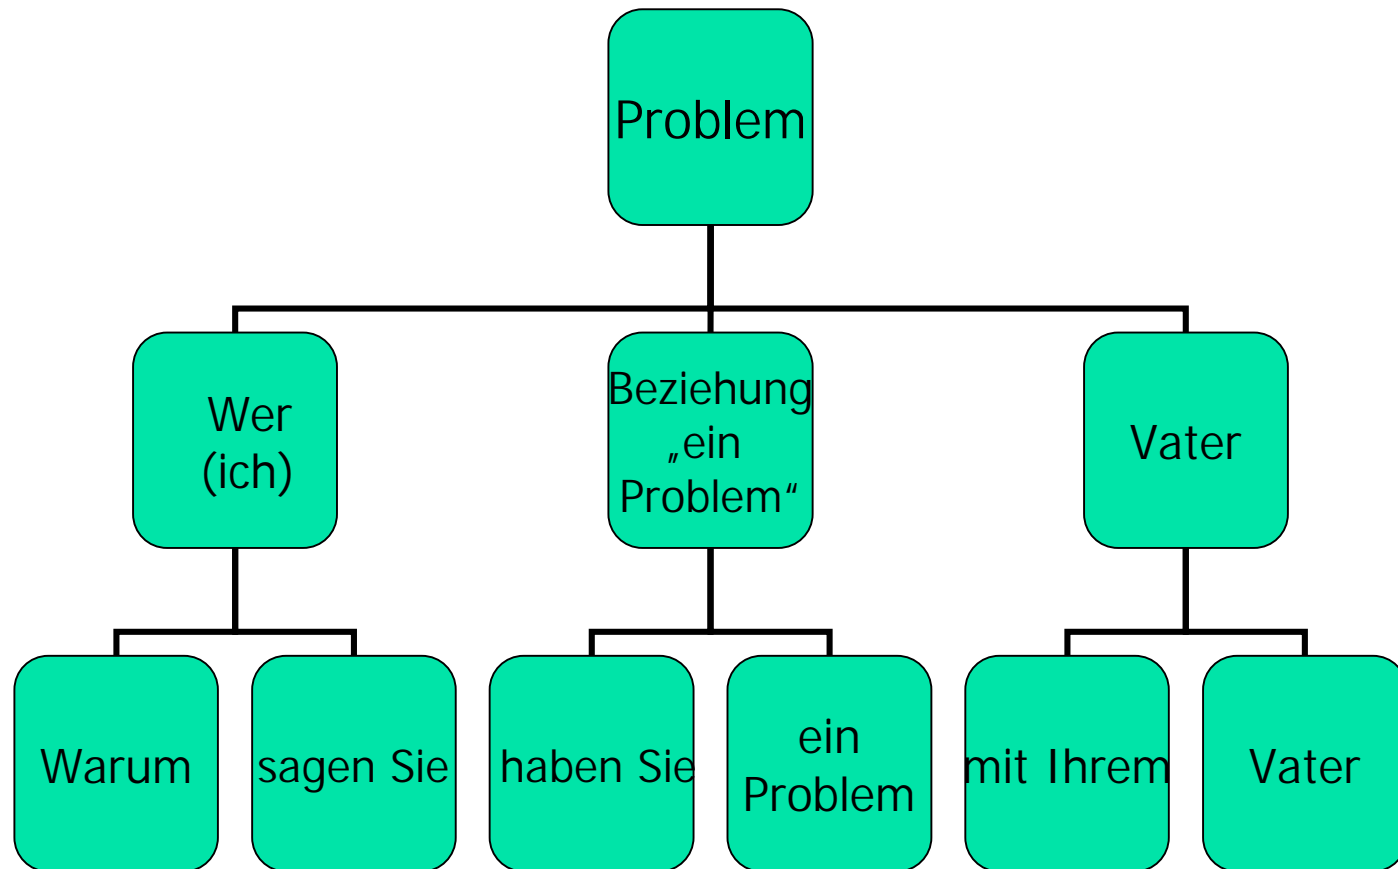 Problem
Wer
(ich)
Beziehung
„ein
Problem“
Vater
Warum
sagen Sie
haben Sie
ein
Problem
mit Ihrem
Vater